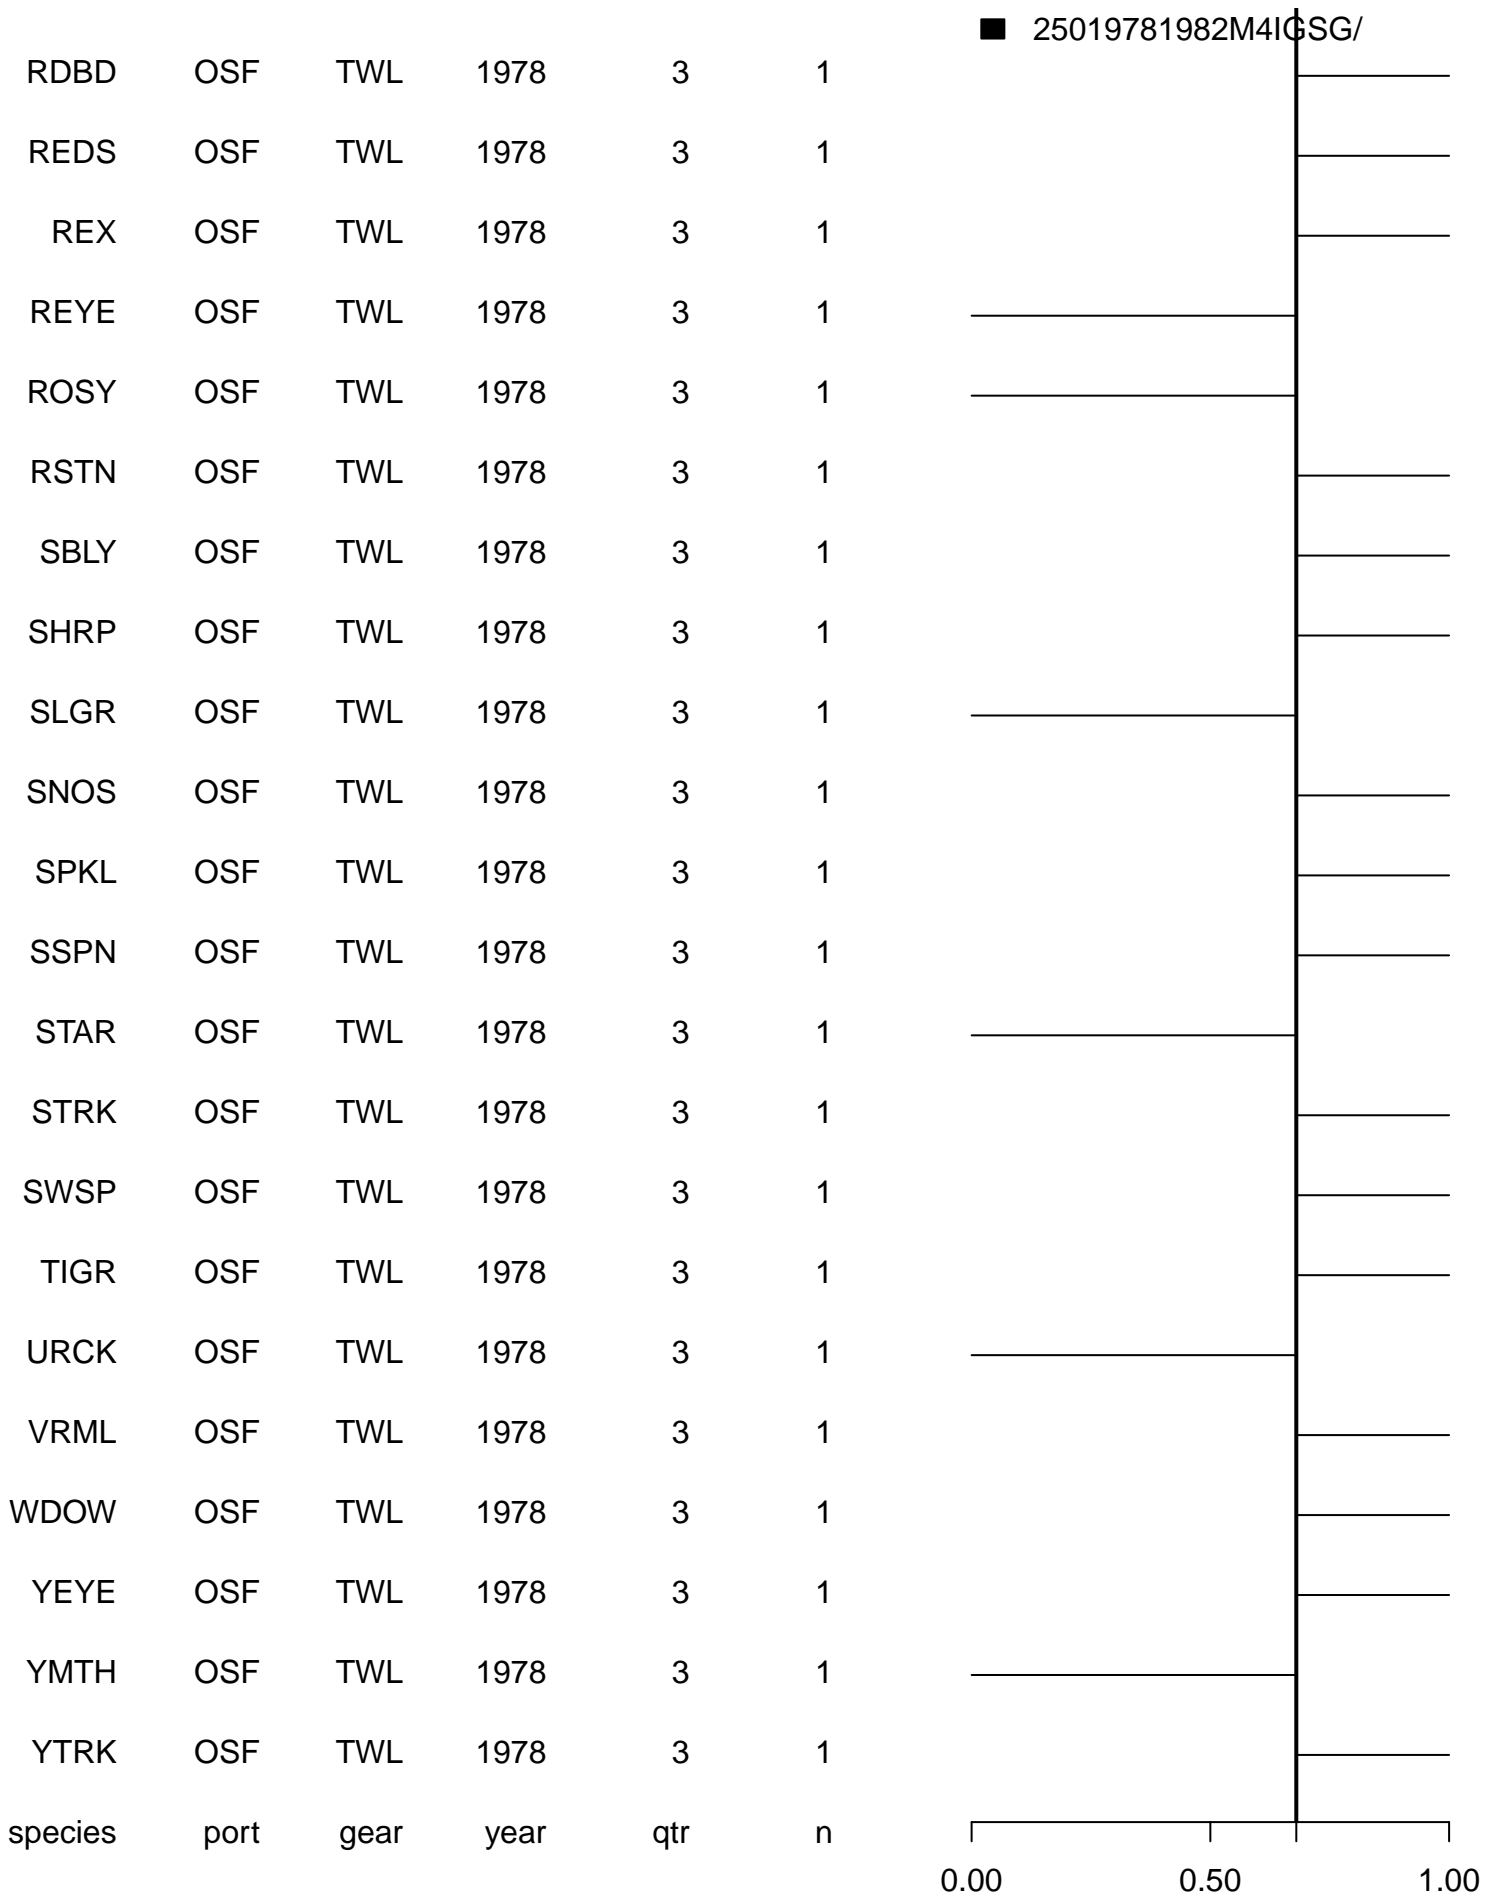 25019781982M4IGSG/
RDBD OSF TWL 1978 3 1
REDS OSF TWL 1978 3 1
REX OSF TWL 1978 3 1
REYE OSF TWL 1978 3 1
ROSY OSF TWL 1978 3 1
RSTN OSF TWL 1978 3 1
SBLY OSF TWL 1978 3 1
SHRP OSF TWL 1978 3 1
SLGR OSF TWL 1978 3 1
SNOS OSF TWL 1978 3 1
SPKL OSF TWL 1978 3 1
SSPN OSF TWL 1978 3 1
STAR OSF TWL 1978 3 1
STRK OSF TWL 1978 3 1
SWSP OSF TWL 1978 3 1
TIGR OSF TWL 1978 3 1
URCK OSF TWL 1978 3 1
VRML OSF TWL 1978 3 1
WDOW OSF TWL 1978 3 1
YEYE OSF TWL 1978 3 1
YMTH OSF TWL 1978 3 1
YTRK OSF TWL 1978 3 1
species port gear year qtr n
0.00 0.50 1.00